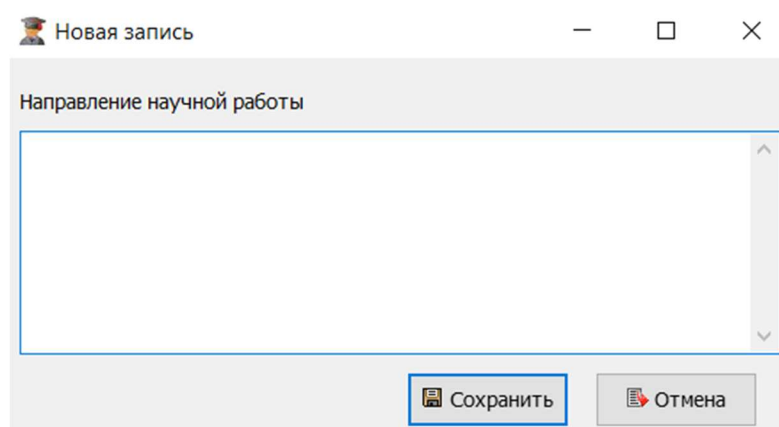 Новая запись
Направление научной работы
Сохранить Отмена